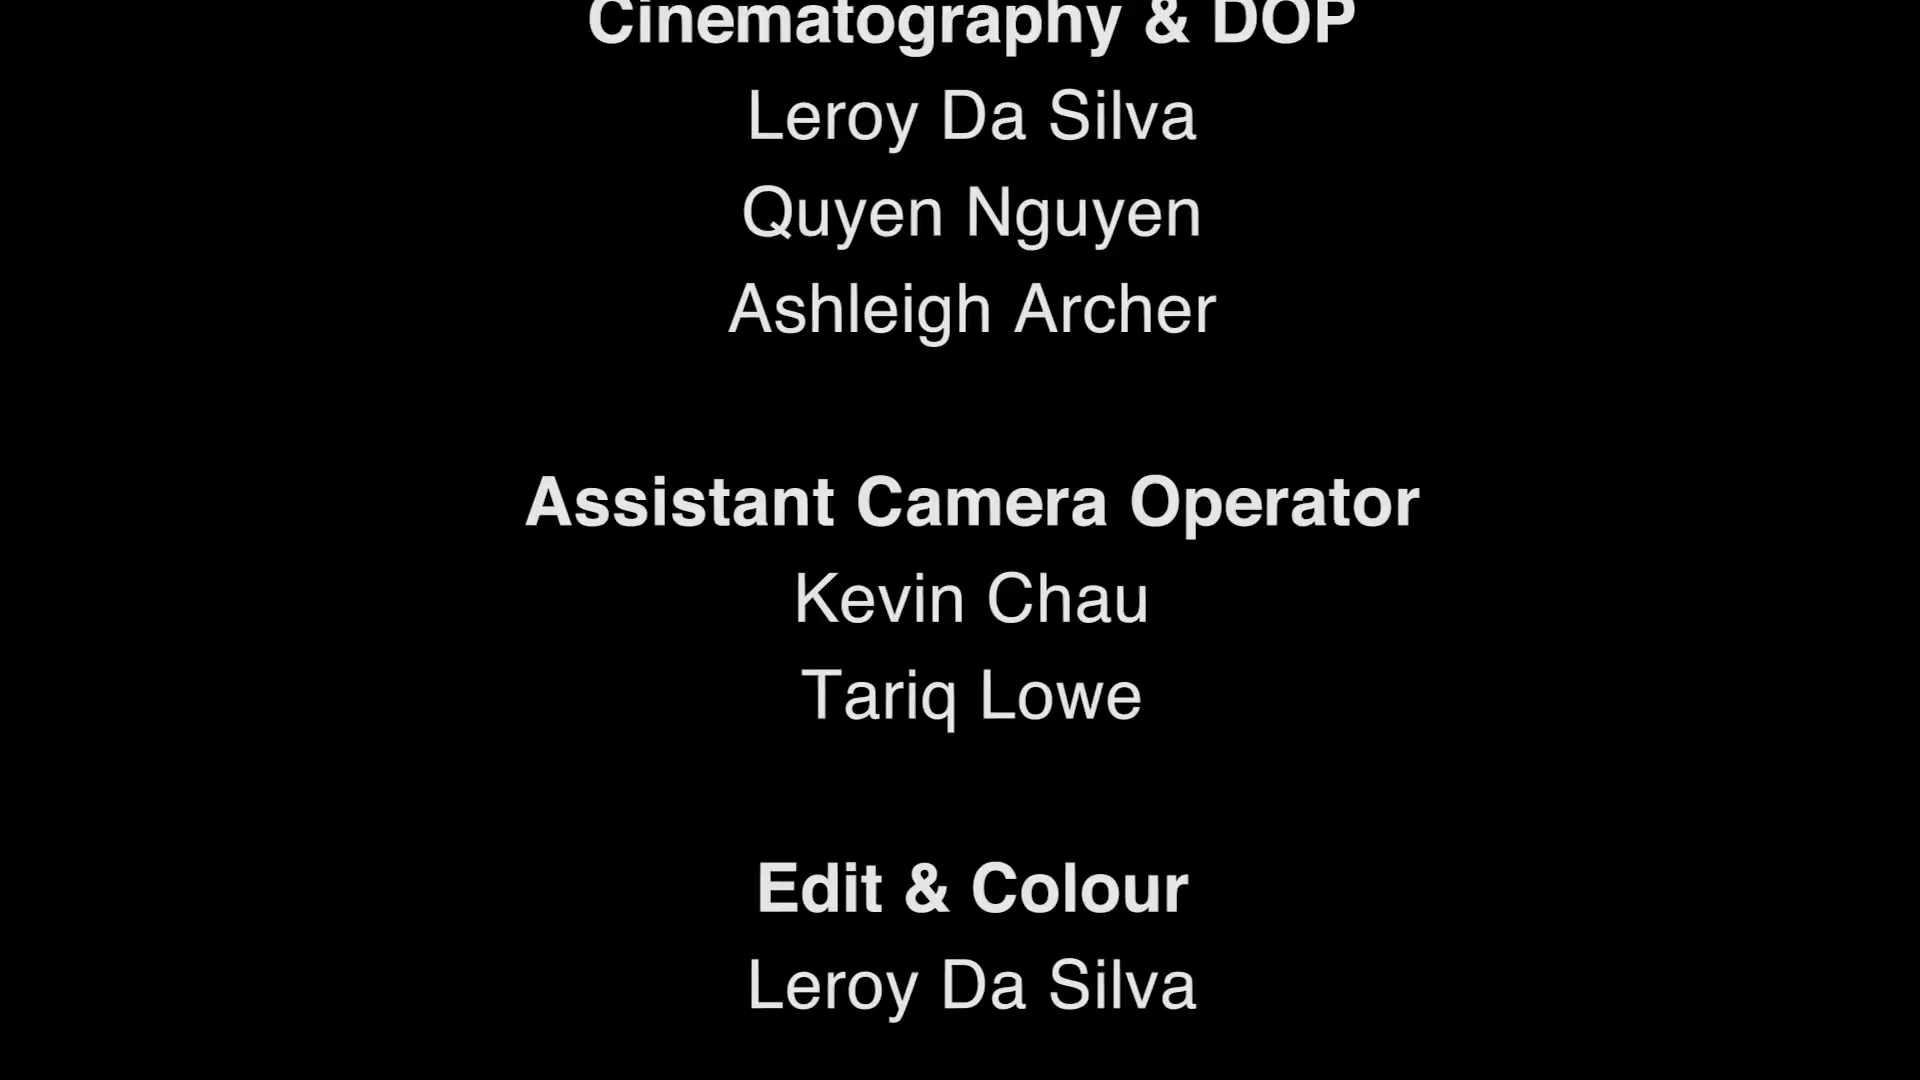 Cinematography & DOP
Leroy Da Silva
Quyen Nguyen
Ashleigh Archer
Assistant Camera Operator
Kevin Chau
Tariq Lowe
Edit & Colour
Leroy Da Silva